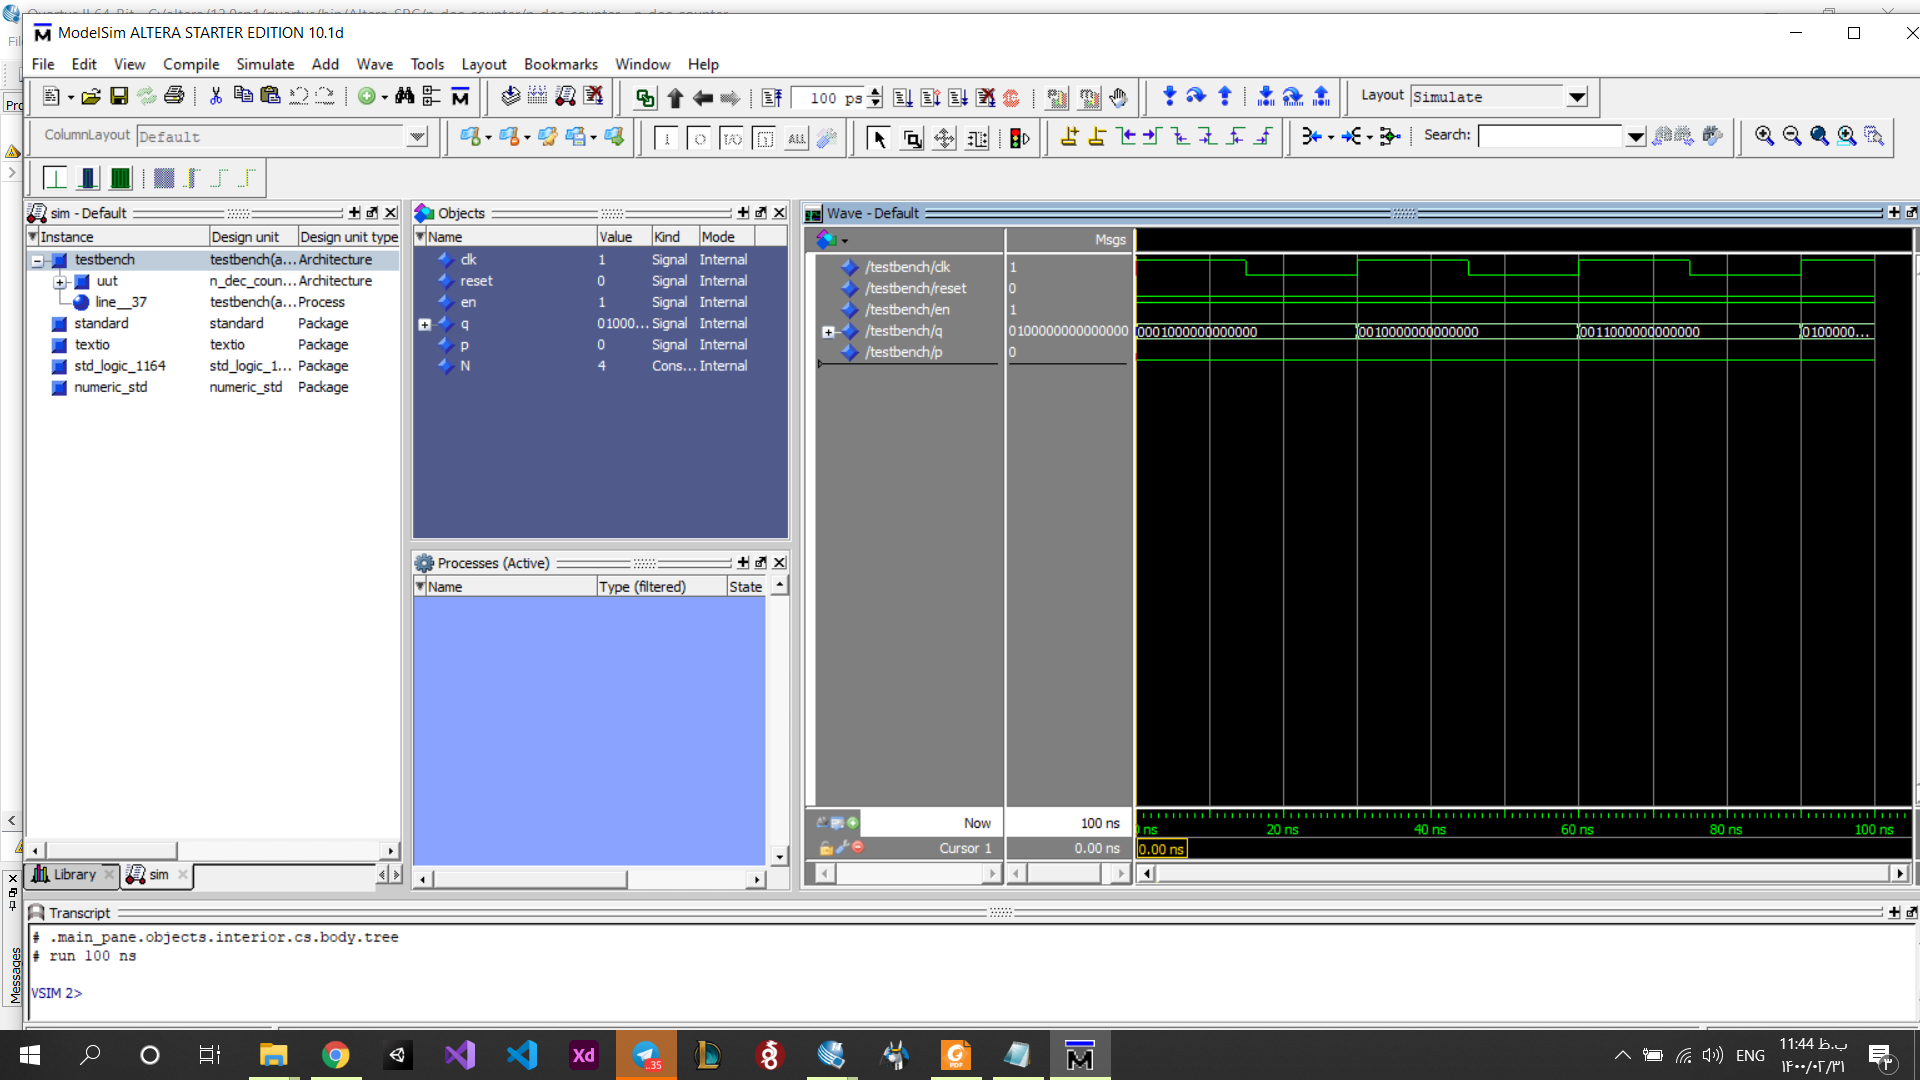 ModelSim ALTERA STARTER EDITION 10.1d
File Edit View Compile Simulate Add Wave Tools Layout Bookmarks Window Help
100 ps
Layout Simulate
ColumnLayout Default
Search:
sim - Default
Instance Design unit Design unit type
testbench testbench(a... Architecture
uut n_dec_coun... Architecture
line__37 testbench(a... Process
standard standard Package
textio textio Package
std_logic_1164 std_logic_1... Package
numeric_std numeric_std Package
Library sim
Objects
Name Value Kind Mode
clk 1 Signal Internal
reset 0 Signal Internal
en 1 Signal Internal
q 01000... Signal Internal
p 0 Signal Internal
N 4 Cons... Internal
Processes (Active)
Name Type (filtered) State
Wave - Default
Msgs
/testbench/clk 1
/testbench/reset 0
/testbench/en 1
/testbench/q 0100000000000000 0001000000000000 0010000000000000 0011000000000000 0100000...
/testbench/p 0
Now 100 ns ns 20 ns 40 ns 60 ns 80 ns 100 ns
Cursor 1 0.00 ns 0.00 ns
Transcript
# .main_pane.objects.interior.cs.body.tree
# run 100 ns
VSIM 2>
Messages
Xd
..35
PDF
ENG
11:44 ب.ظ
۱۴۰۰/۰۲/۳۱
۳